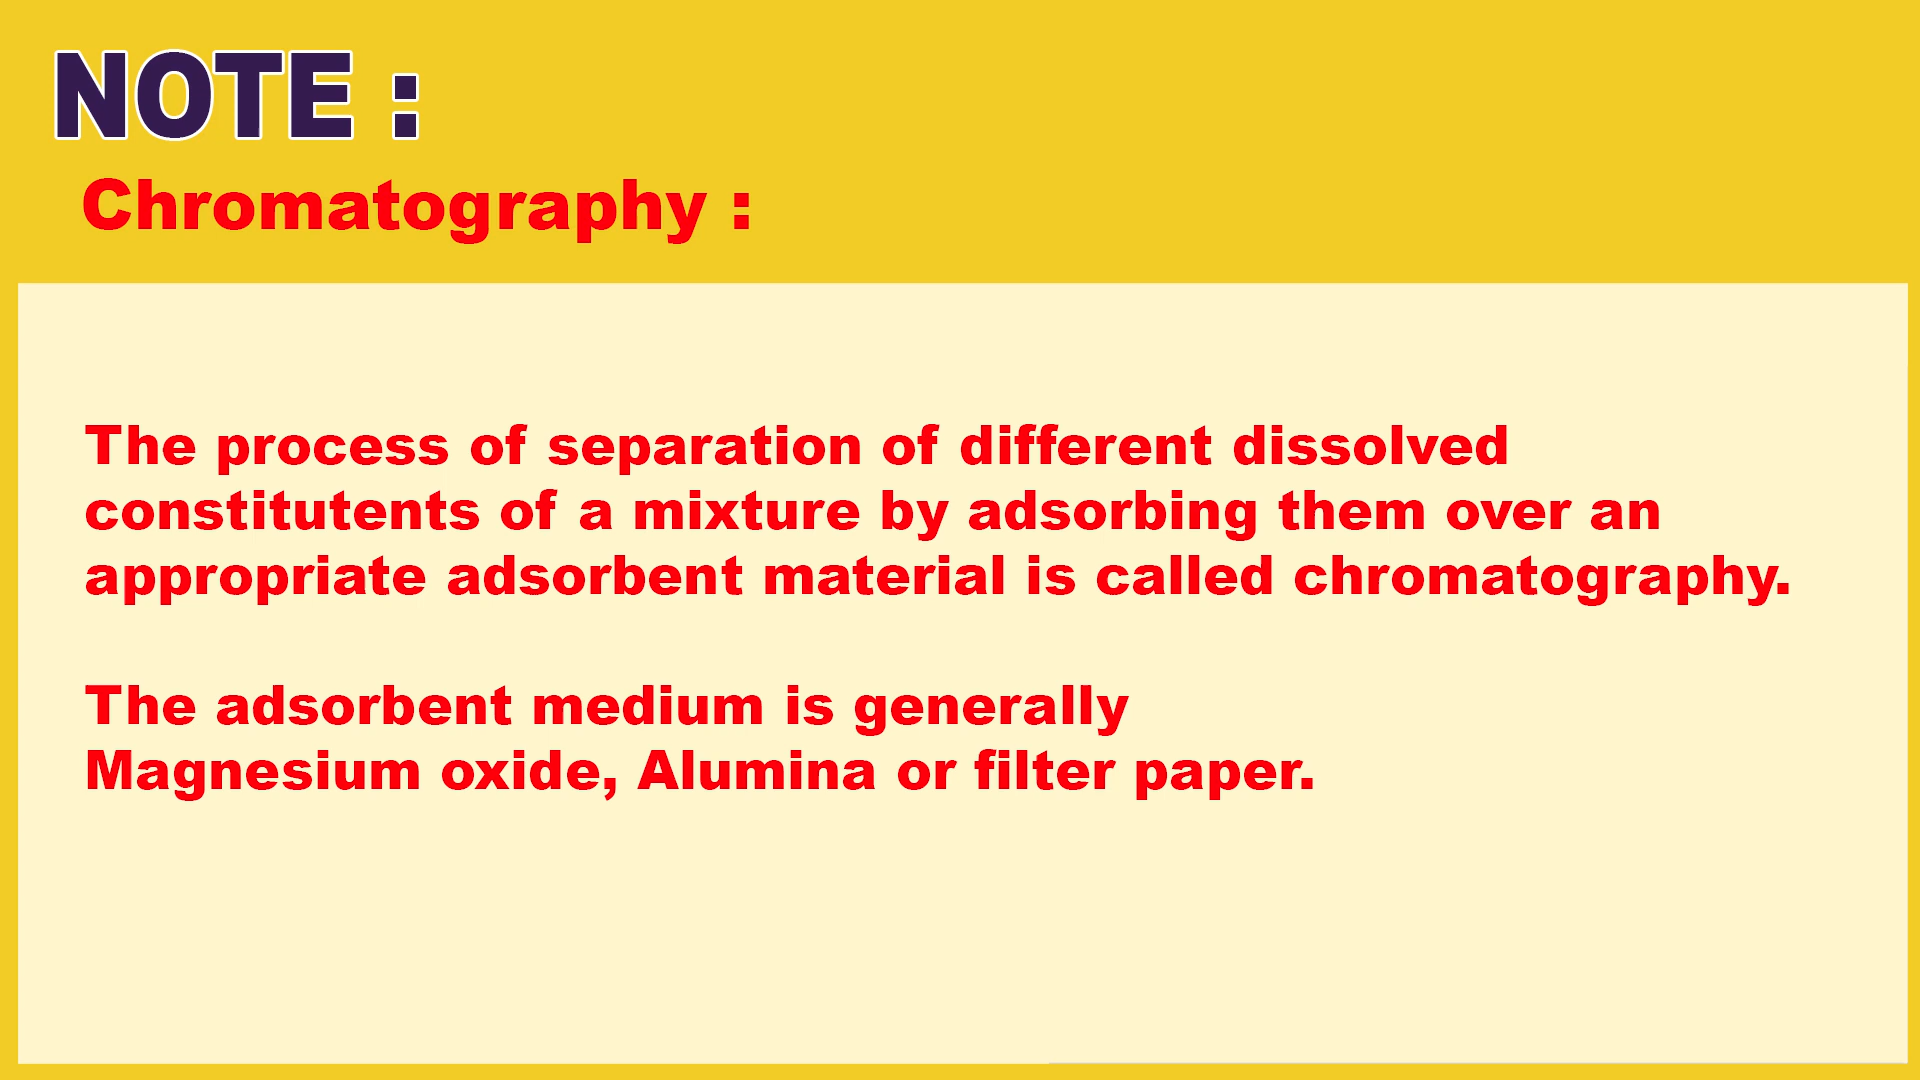 NOTE :
Chromatography :
The process of separation of different dissolved
constitutents of a mixture by adsorbing them over an
appropriate adsorbent material is called chromatography.
The adsorbent medium is generally
Magnesium oxide, Alumina or filter paper.